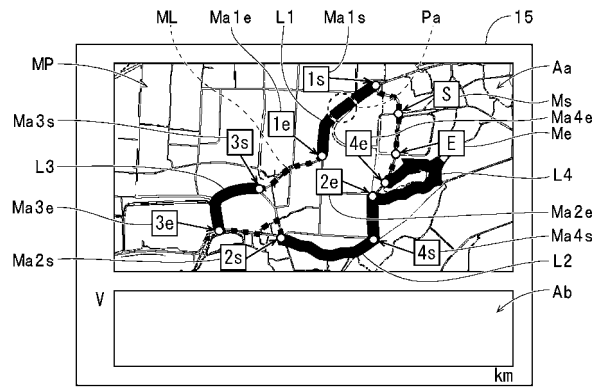 ML Ma1e L1 Ma1s Pa 15
MP 1s Aa
S Ms
Ma3s 1e Ma4e
3s 4e E Me
L3 2e L4
Ma3e 3e Ma2e
Ma2s 2s 4s Ma4s
L2
V Ab
km